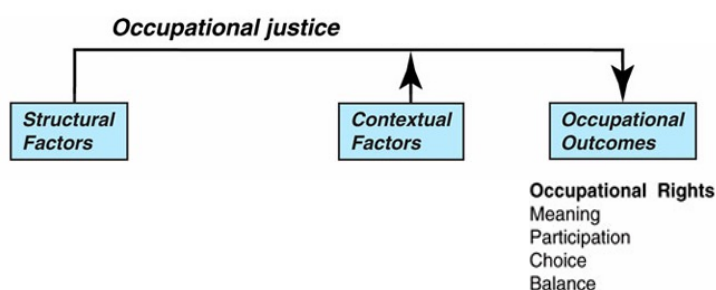 Occupational justice
Structural
Factors
Contextual
Factors
Occupational
Outcomes
Occupational Rights
Meaning
Participation
Choice
Balance